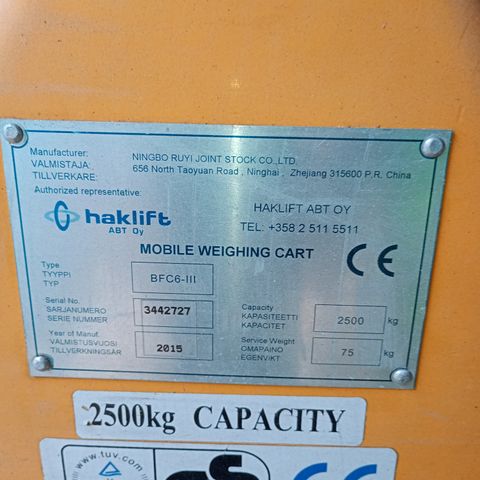 Manufacturer: NINGBO RUYI JOINT STOCK CO.,LTD.
VALMISTAJA: 656 North Taoyuan Road , Ninghai , Zhejiang 315600 P.R. China
TILLVERKARE:
Authorized representative:
haklift
ABT Oy
HAKLIFT ABT OY
TEL: +358 2 511 5511
MOBILE WEIGHING CART
CE
Type
TYYPPI BFC6-III
TYP
Serial No.
SARJANUMERO 3442727
SERIE NUMMER
Capacity
KAPASITEETTI 2500 kg
KAPACITET
Year of Manuf.
VALMISTUSVUOSI 2015
TILLVERKNINGSÅR
Service Weight
OMAPAINO 75 kg
EGENVIKT
2500kg CAPACITY
www.tuv.com
GS
CE